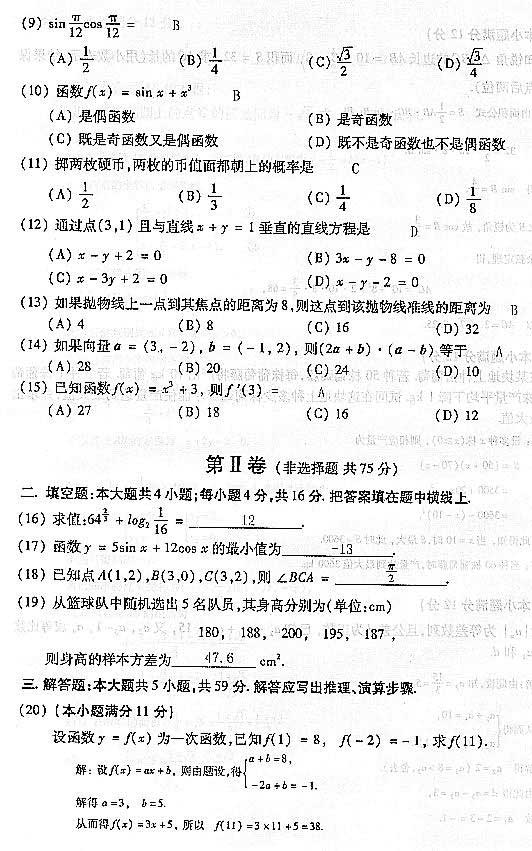 (9) sin π/12 cos π/12 = B
(A) 1/2 (B) 1/4 (C) √3/2 (D) √3/4
(10) 函数 f(x) = sin x + x³ B
(A) 是偶函数 (B) 是奇函数
(C) 既是奇函数又是偶函数 (D) 既不是奇函数也不是偶函数
(11) 掷两枚硬币,两枚的币值面都朝上的概率是 C
(A) 1/2 (B) 1/3 (C) 1/4 (D) 1/8
(12) 通过点(3,1) 且与直线 x + y = 1 垂直的直线方程是 D
(A) x - y + 2 = 0 (B) 3x - y - 8 = 0
(C) x - 3y + 2 = 0 (D) x - y - 2 = 0
(13) 如果抛物线上一点到其焦点的距离为 8,则这点到该抛物线准线的距离为 B
(A) 4 (B) 8 (C) 16 (D) 32
(14) 如果向量 a = (3, -2), b = (-1, 2), 则(2a + b)·(a - b) 等于 A
(A) 28 (B) 20 (C) 24 (D) 10
(15) 已知函数 f(x) = x³ + 3, 则 f′(3) = A
(A) 27 (B) 18 (C) 16 (D) 12
第 Ⅱ 卷 (非选择题 共 75 分)
二. 填空题:本大题共 4 小题;每小题 4 分,共 16 分. 把答案填在题中横线上.
(16) 求值:64^(2/3) + log₂ 1/16 = 12 .
(17) 函数 y = 5sin x + 12cos x 的最小值为 -13 .
(18) 已知点 A(1,2),B(3,0),C(3,2),则 ∠BCA = π/2 .
(19) 从篮球队中随机选出 5 名队员,其身高分别为(单位:cm)
180, 188, 200, 195, 187,
则身高的样本方差为 47.6 cm².
三. 解答题:本大题共 5 小题,共 59 分. 解答应写出推理、演算步骤.
(20) (本小题满分 11 分)
设函数 y = f(x) 为一次函数,已知 f(1) = 8, f(-2) = -1, 求 f(11).
解: 设f(x) = ax + b, 则由题设,得{a + b = 8,
-2a + b = -1.
解得 a = 3, b = 5.
从而得f(x) = 3x + 5, 所以 f(11) = 3×11 + 5 = 38.